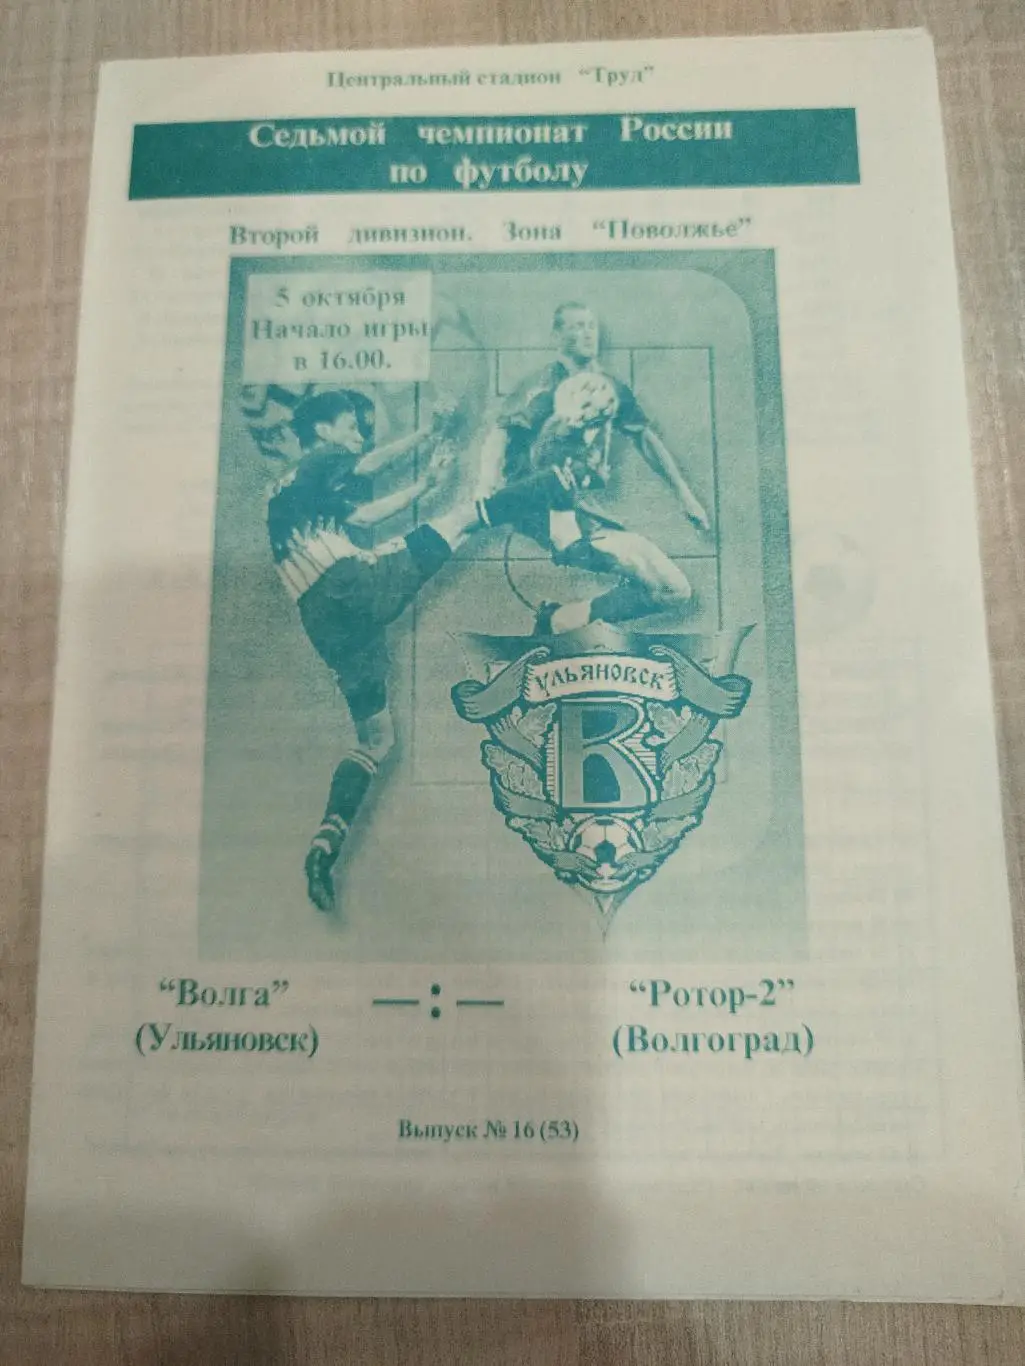 Центральный стадион “Труд”
Седьмой чемпионат России
по футболу
Второй дивизион. Зона “Поволжье”
5 октября
Начало игры
в 16.00.
УЛЬЯНОВСК
В
“Волга” — : — “Ротор-2”
(Ульяновск) (Волгоград)
Выпуск № 16 (53)